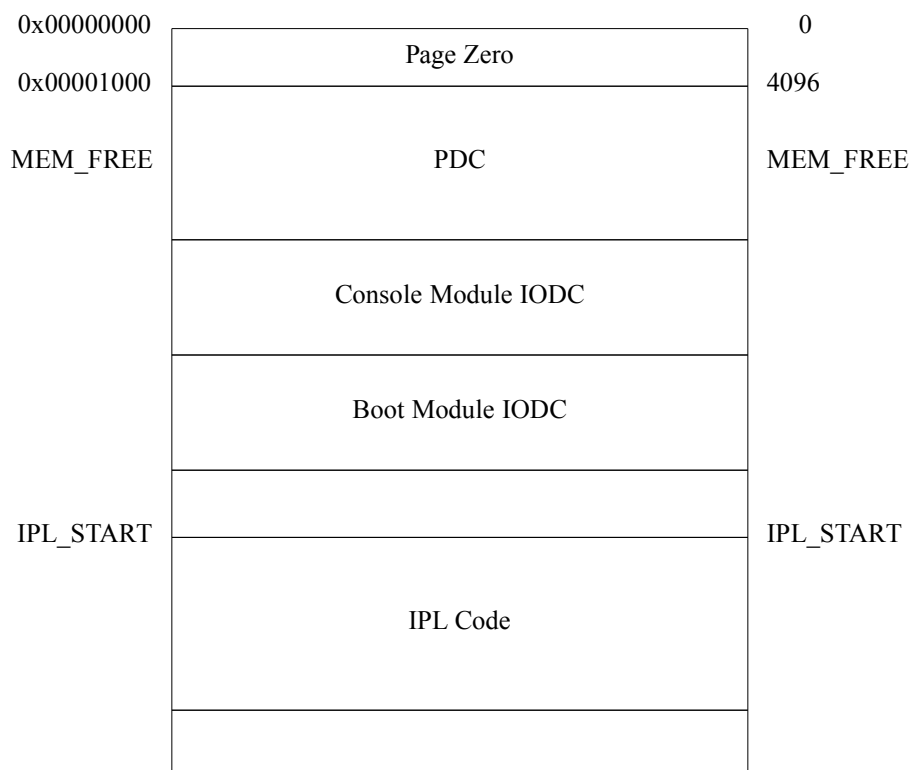 0x00000000 0
Page Zero
0x00001000 4096
MEM_FREE PDC MEM_FREE
Console Module IODC
Boot Module IODC
IPL_START IPL_START
IPL Code